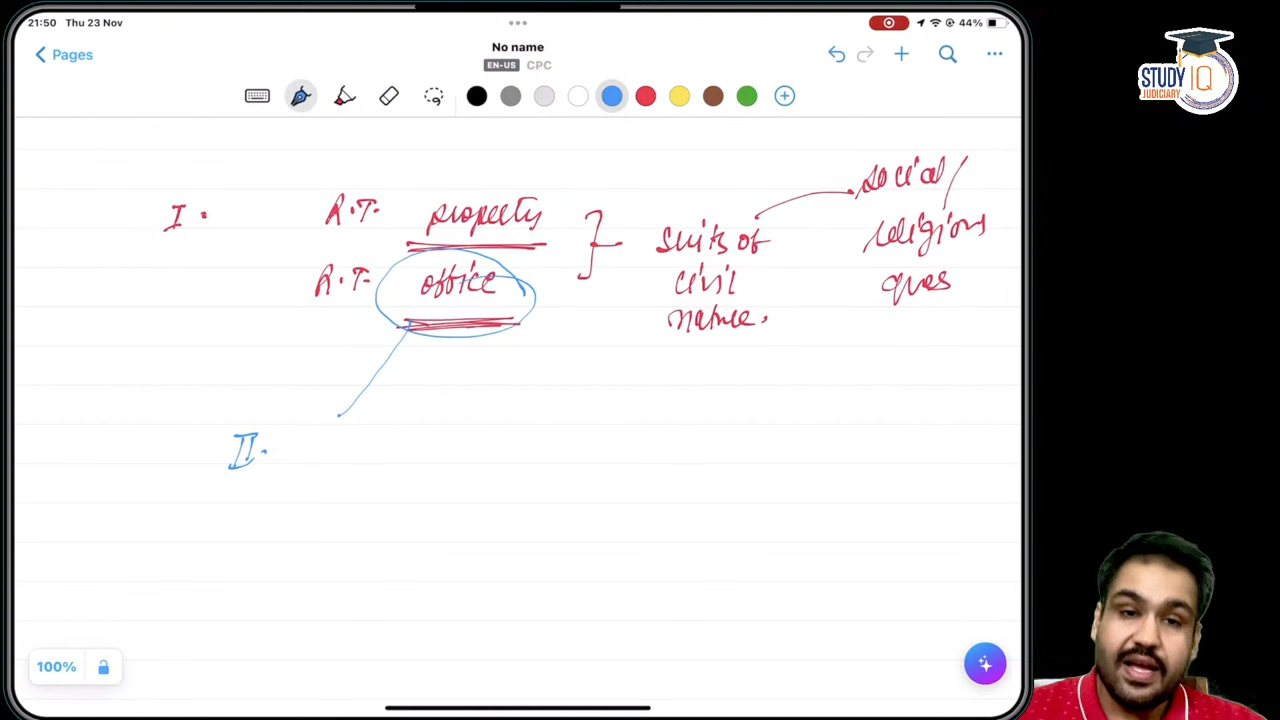 21:50 Thu 23 Nov
44%
Pages
No name
EN-US CPC
STUDY IQ
JUDICIARY
I. R.T. property
R.T. office
suits of
civil
nature.
social/
religious
ques
II.
100%